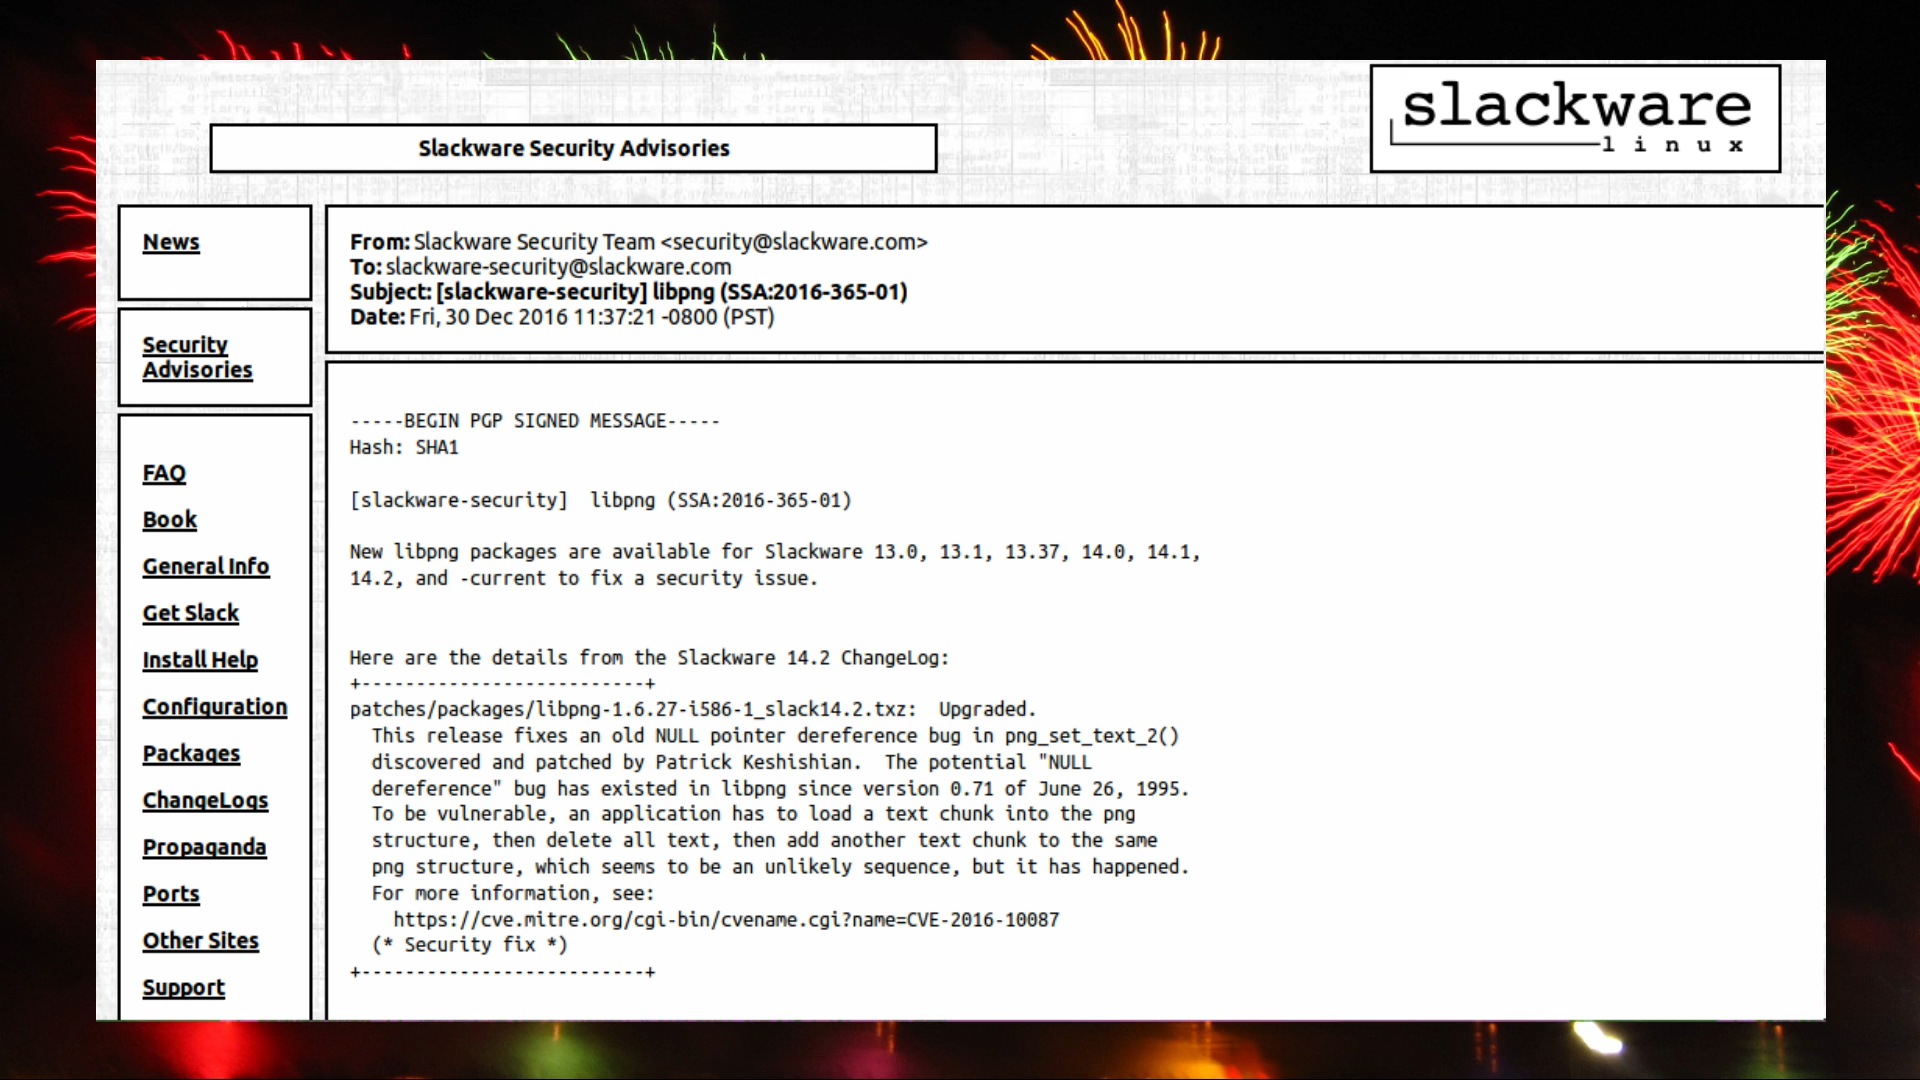 slackware
linux
Slackware Security Advisories
News
Security
Advisories
FAQ
Book
General Info
Get Slack
Install Help
Configuration
Packages
ChangeLogs
Propaganda
Ports
Other Sites
Support
From: Slackware Security Team <security@slackware.com>
To: slackware-security@slackware.com
Subject: [slackware-security] libpng (SSA:2016-365-01)
Date: Fri, 30 Dec 2016 11:37:21 -0800 (PST)
-----BEGIN PGP SIGNED MESSAGE-----
Hash: SHA1
[slackware-security]  libpng (SSA:2016-365-01)
New libpng packages are available for Slackware 13.0, 13.1, 13.37, 14.0, 14.1,
14.2, and -current to fix a security issue.
Here are the details from the Slackware 14.2 ChangeLog:
+--------------------------+
patches/packages/libpng-1.6.27-i586-1_slack14.2.txz:  Upgraded.
This release fixes an old NULL pointer dereference bug in png_set_text_2()
discovered and patched by Patrick Keshishian.  The potential "NULL
dereference" bug has existed in libpng since version 0.71 of June 26, 1995.
To be vulnerable, an application has to load a text chunk into the png
structure, then delete all text, then add another text chunk to the same
png structure, which seems to be an unlikely sequence, but it has happened.
For more information, see:
https://cve.mitre.org/cgi-bin/cvename.cgi?name=CVE-2016-10087
(* Security fix *)
+--------------------------+